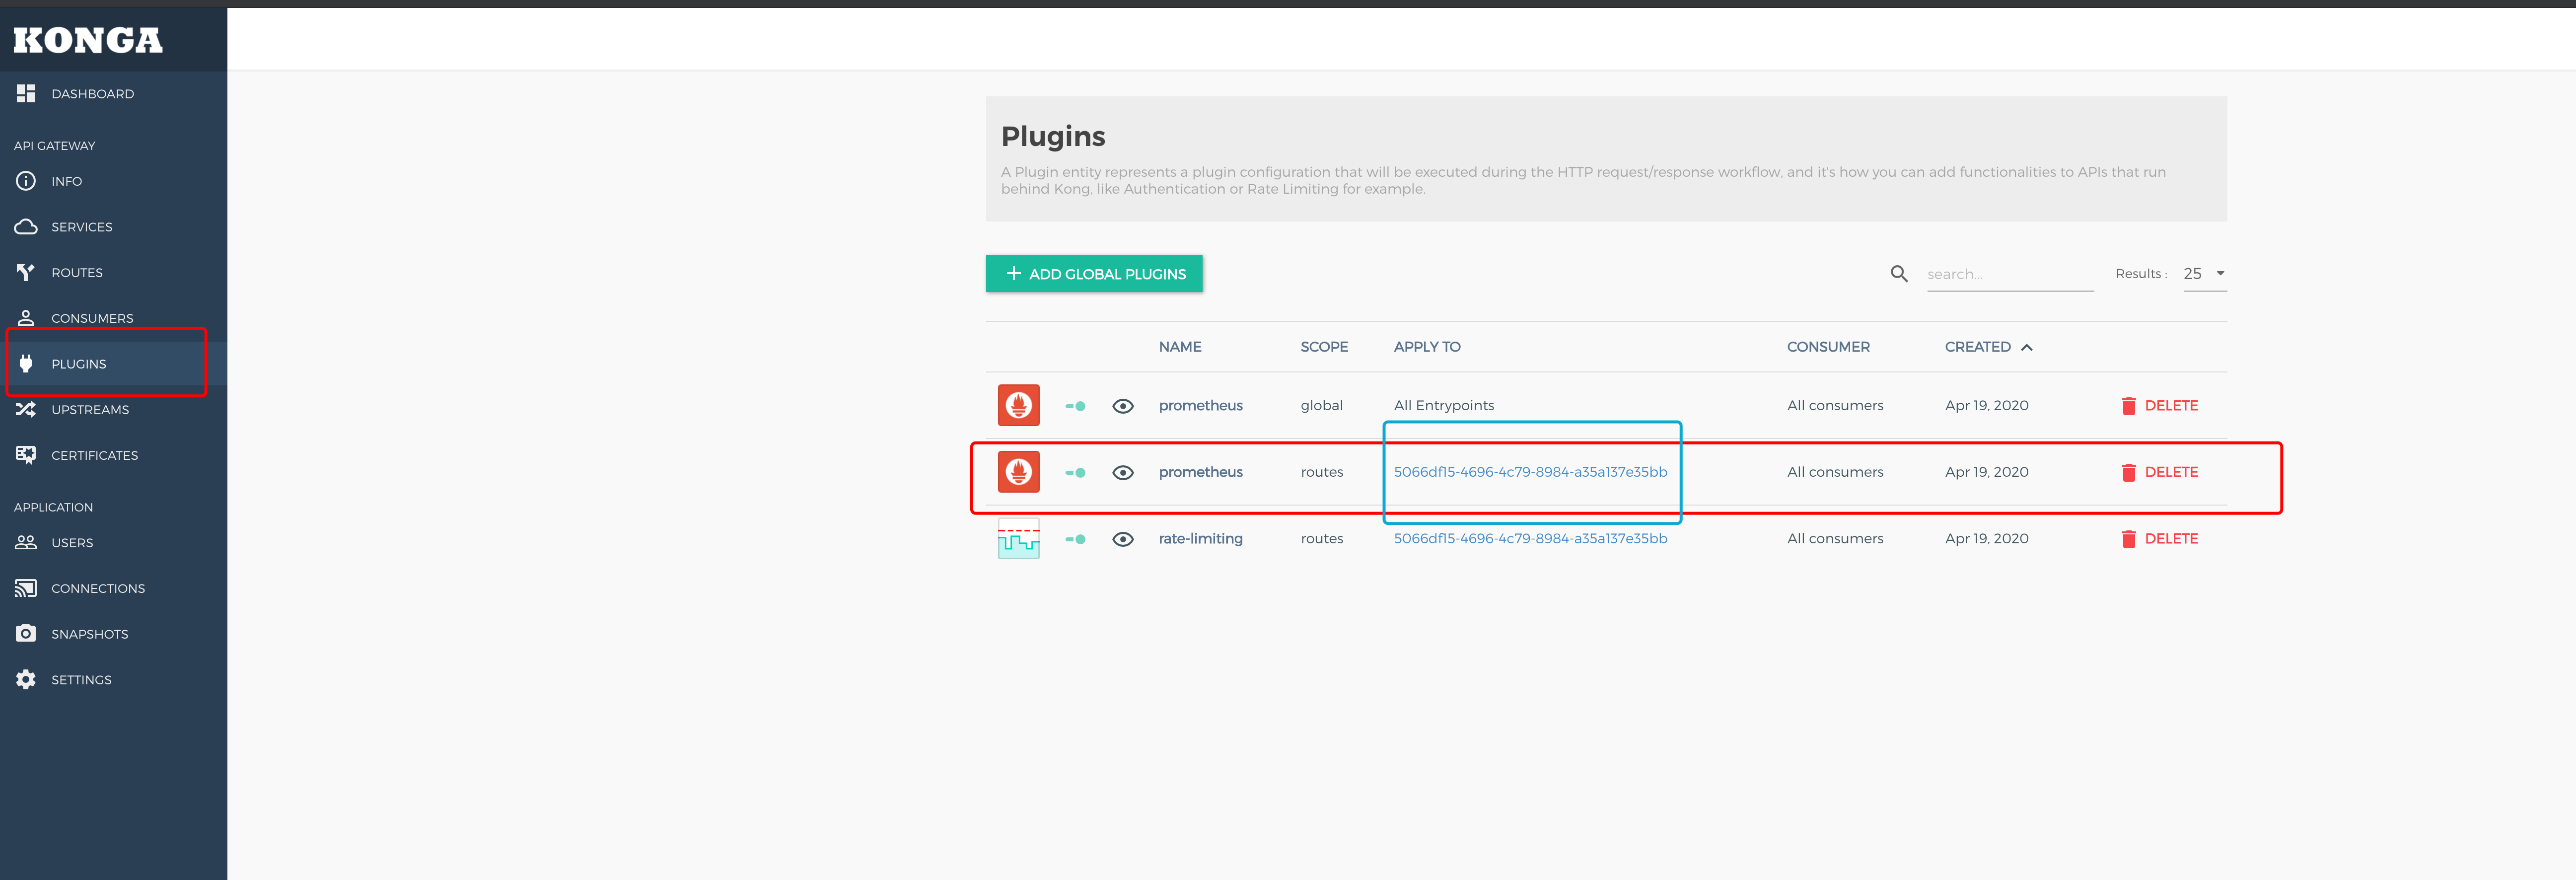 KONGA
DASHBOARD
API GATEWAY
INFO
SERVICES
ROUTES
CONSUMERS
PLUGINS
UPSTREAMS
CERTIFICATES
APPLICATION
USERS
CONNECTIONS
SNAPSHOTS
SETTINGS
Plugins
A Plugin entity represents a plugin configuration that will be executed during the HTTP request/response workflow, and it's how you can add functionalities to APIs that run
behind Kong, like Authentication or Rate Limiting for example.
+ ADD GLOBAL PLUGINS
search...
Results : 25
NAME SCOPE APPLY TO CONSUMER CREATED
prometheus global All Entrypoints All consumers Apr 19, 2020 DELETE
prometheus routes 5066df15-4696-4c79-8984-a35a137e35bb All consumers Apr 19, 2020 DELETE
rate-limiting routes 5066df15-4696-4c79-8984-a35a137e35bb All consumers Apr 19, 2020 DELETE